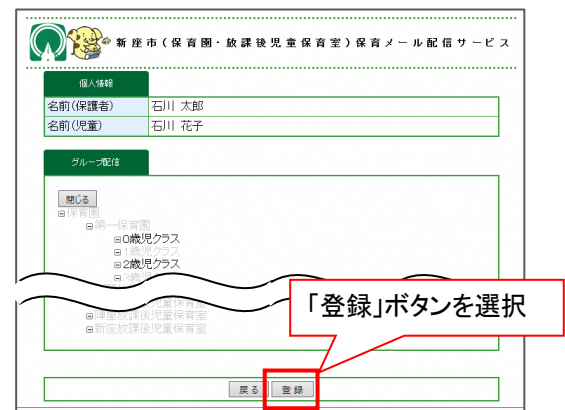 新座市(保育園・放課後児童保育室)保育メール配信サービス
個人情報
名前(保護者) 石川 太郎
名前(児童) 石川 花子
グループ配信
閉じる
保育園
第一保育園
0歳児クラス
1歳児クラス
2歳児クラス
陣屋放課後児童保育室
新座放課後児童保育室
「登録」ボタンを選択
戻る 登録